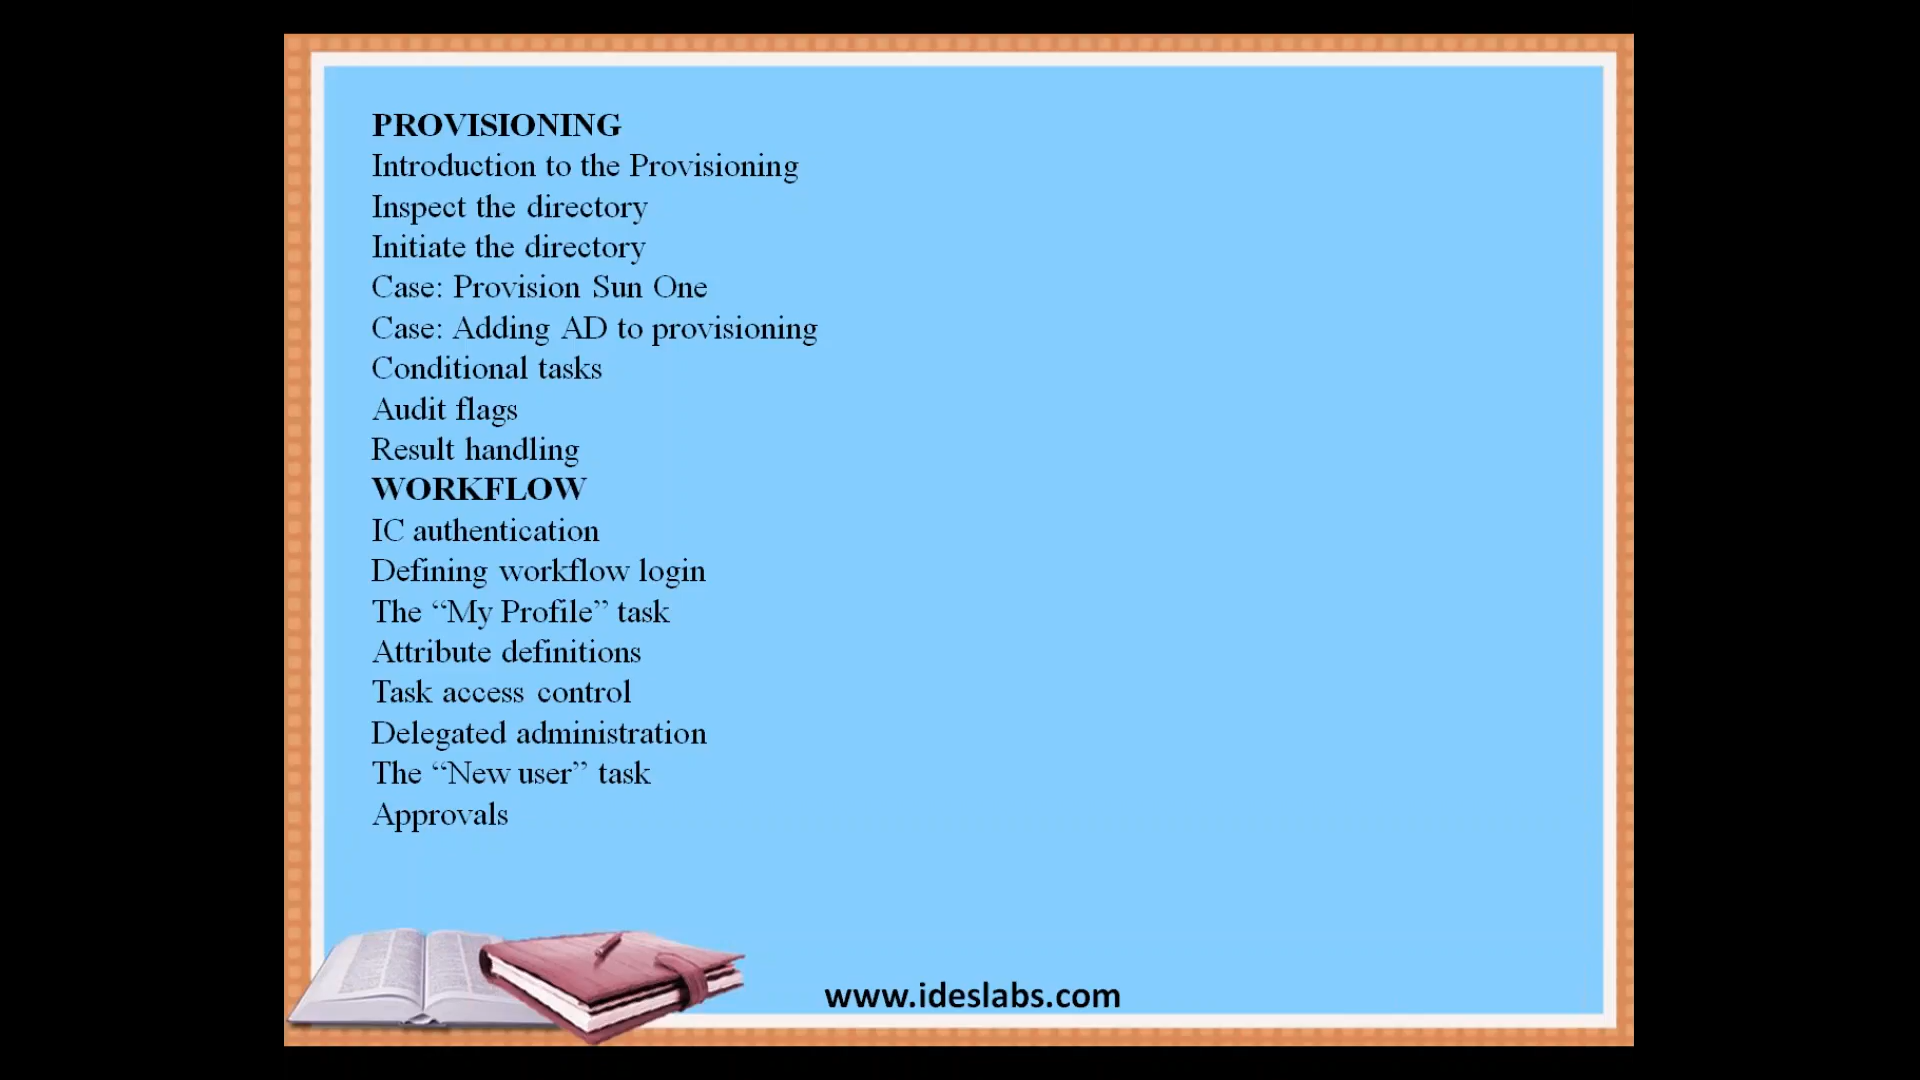 PROVISIONING
Introduction to the Provisioning
Inspect the directory
Initiate the directory
Case: Provision Sun One
Case: Adding AD to provisioning
Conditional tasks
Audit flags
Result handling
WORKFLOW
IC authentication
Defining workflow login
The “My Profile” task
Attribute definitions
Task access control
Delegated administration
The “New user” task
Approvals
www.ideslabs.com